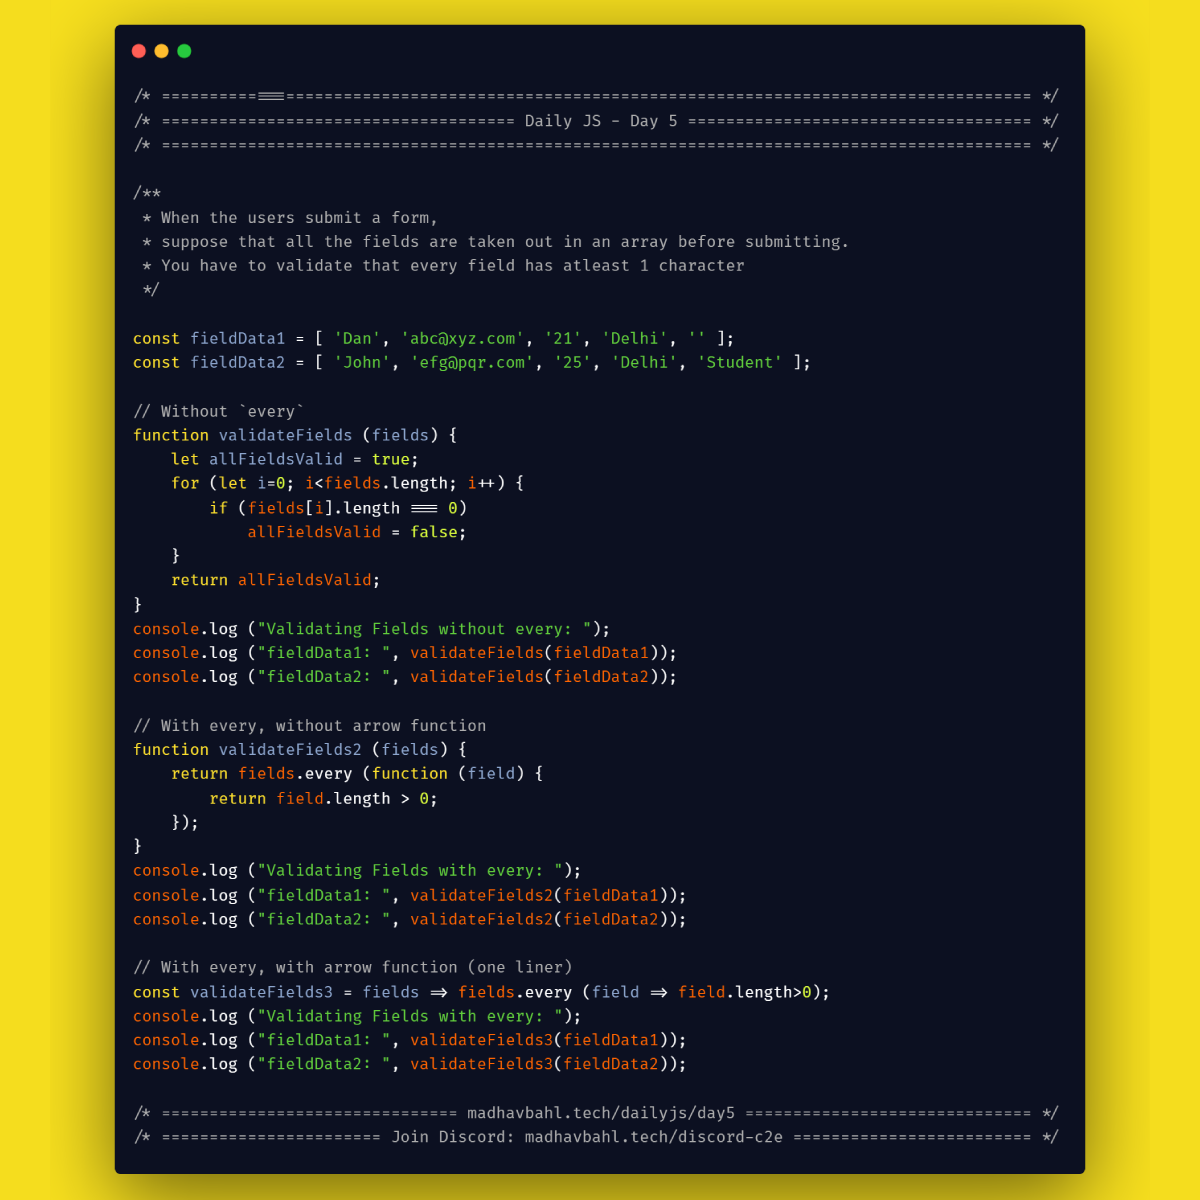 /* =========================================================================================== */
/* ===================================== Daily JS - Day 5 ==================================== */
/* =========================================================================================== */
/**
 * When the users submit a form,
 * suppose that all the fields are taken out in an array before submitting.
 * You have to validate that every field has atleast 1 character
 */
const fieldData1 = [ 'Dan', 'abc@xyz.com', '21', 'Delhi', '' ];
const fieldData2 = [ 'John', 'efg@pqr.com', '25', 'Delhi', 'Student' ];
// Without `every`
function validateFields (fields) {
    let allFieldsValid = true;
    for (let i=0; i<fields.length; i++) {
        if (fields[i].length === 0)
            allFieldsValid = false;
    }
    return allFieldsValid;
}
console.log ("Validating Fields without every: ");
console.log ("fieldData1: ", validateFields(fieldData1));
console.log ("fieldData2: ", validateFields(fieldData2));
// With every, without arrow function
function validateFields2 (fields) {
    return fields.every (function (field) {
        return field.length > 0;
    });
}
console.log ("Validating Fields with every: ");
console.log ("fieldData1: ", validateFields2(fieldData1));
console.log ("fieldData2: ", validateFields2(fieldData2));
// With every, with arrow function (one liner)
const validateFields3 = fields => fields.every (field => field.length>0);
console.log ("Validating Fields with every: ");
console.log ("fieldData1: ", validateFields3(fieldData1));
console.log ("fieldData2: ", validateFields3(fieldData2));
/* =============================== madhavbahl.tech/dailyjs/day5 ============================== */
/* ======================= Join Discord: madhavbahl.tech/discord-c2e ========================= */